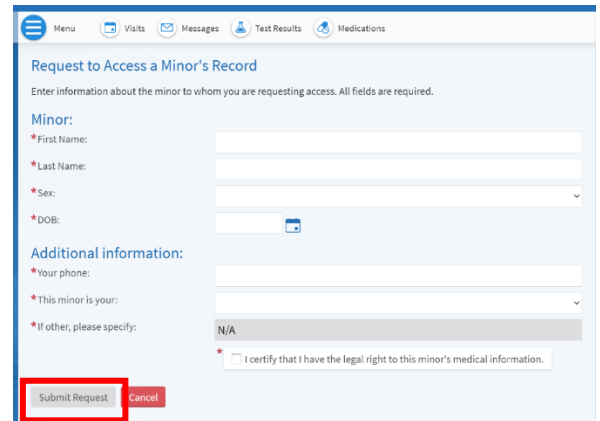 Menu Visits Messages Test Results Medications
Request to Access a Minor's Record
Enter information about the minor to whom you are requesting access. All fields are required.
Minor:
*First Name:
*Last Name:
*Sex:
*DOB:
Additional information:
*Your phone:
*This minor is your:
*If other, please specify: N/A
* I certify that I have the legal right to this minor's medical information.
Submit Request Cancel